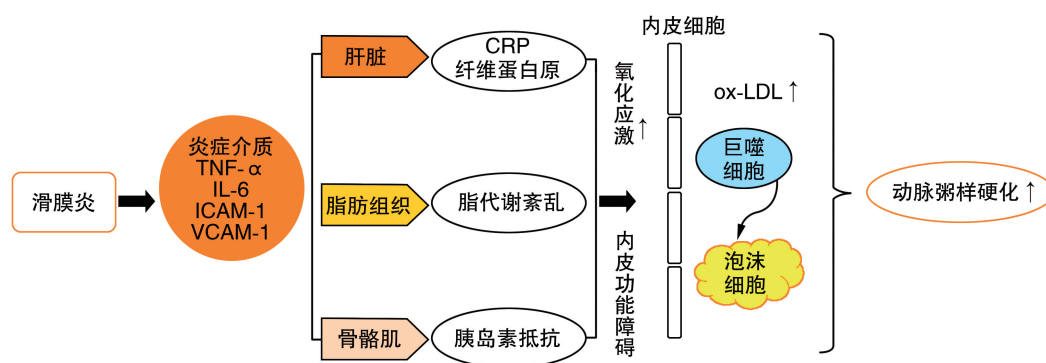 滑膜炎
炎症介质
TNF-α
IL-6
ICAM-1
VCAM-1
肝脏
CRP
纤维蛋白原
脂肪组织
脂代谢紊乱
骨骼肌
胰岛素抵抗
氧化应激↑
内皮功能障碍
内皮细胞
ox-LDL↑
巨噬
细胞
泡沫
细胞
动脉粥样硬化↑